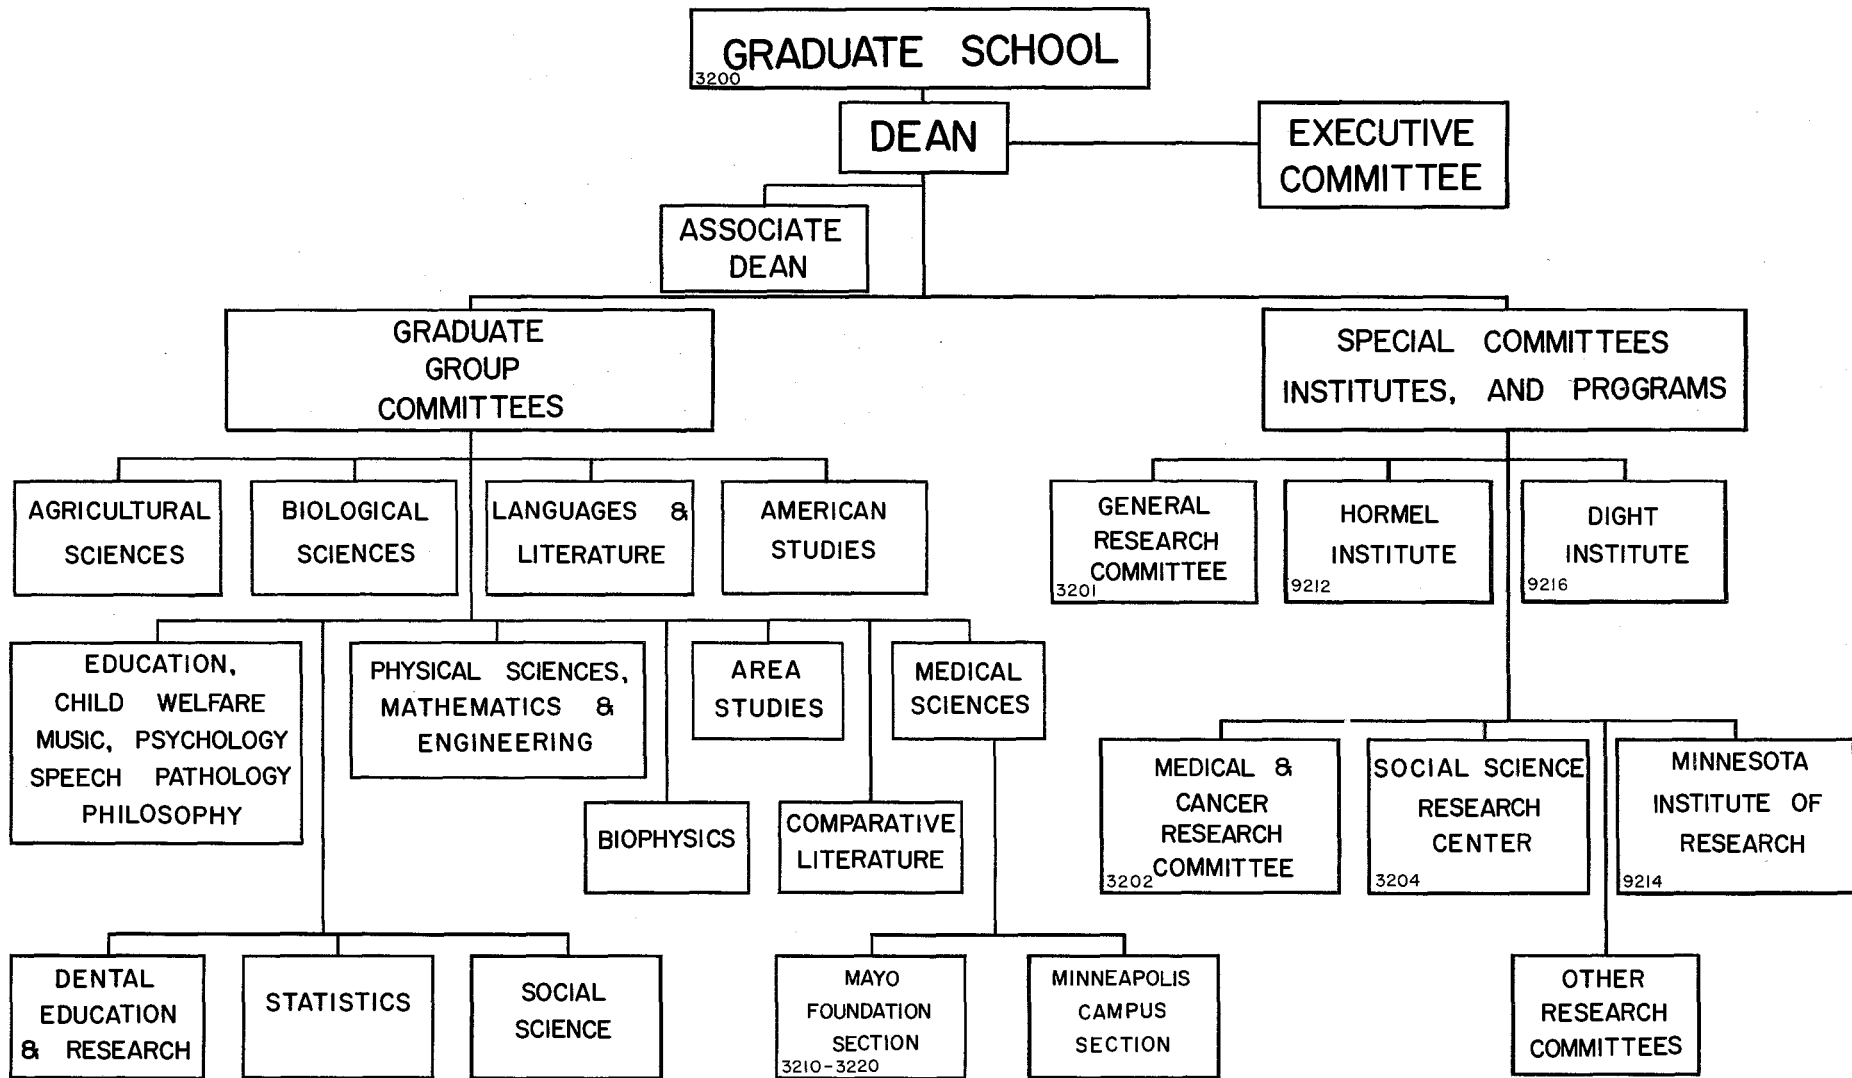 GRADUATE SCHOOL
3200
DEAN
EXECUTIVE
COMMITTEE
ASSOCIATE
DEAN
GRADUATE
GROUP
COMMITTEES
SPECIAL COMMITTEES
INSTITUTES, AND PROGRAMS
AGRICULTURAL
SCIENCES
BIOLOGICAL
SCIENCES
LANGUAGES &
LITERATURE
AMERICAN
STUDIES
GENERAL
RESEARCH
COMMITTEE
3201
HORMEL
INSTITUTE
9212
DIGHT
INSTITUTE
9216
EDUCATION,
CHILD WELFARE
MUSIC, PSYCHOLOGY
SPEECH PATHOLOGY
PHILOSOPHY
PHYSICAL SCIENCES,
MATHEMATICS &
ENGINEERING
AREA
STUDIES
MEDICAL
SCIENCES
BIOPHYSICS
COMPARATIVE
LITERATURE
MEDICAL &
CANCER
RESEARCH
COMMITTEE
3202
SOCIAL SCIENCE
RESEARCH
CENTER
3204
MINNESOTA
INSTITUTE OF
RESEARCH
9214
DENTAL
EDUCATION
& RESEARCH
STATISTICS
SOCIAL
SCIENCE
MAYO
FOUNDATION
SECTION
3210-3220
MINNEAPOLIS
CAMPUS
SECTION
OTHER
RESEARCH
COMMITTEES